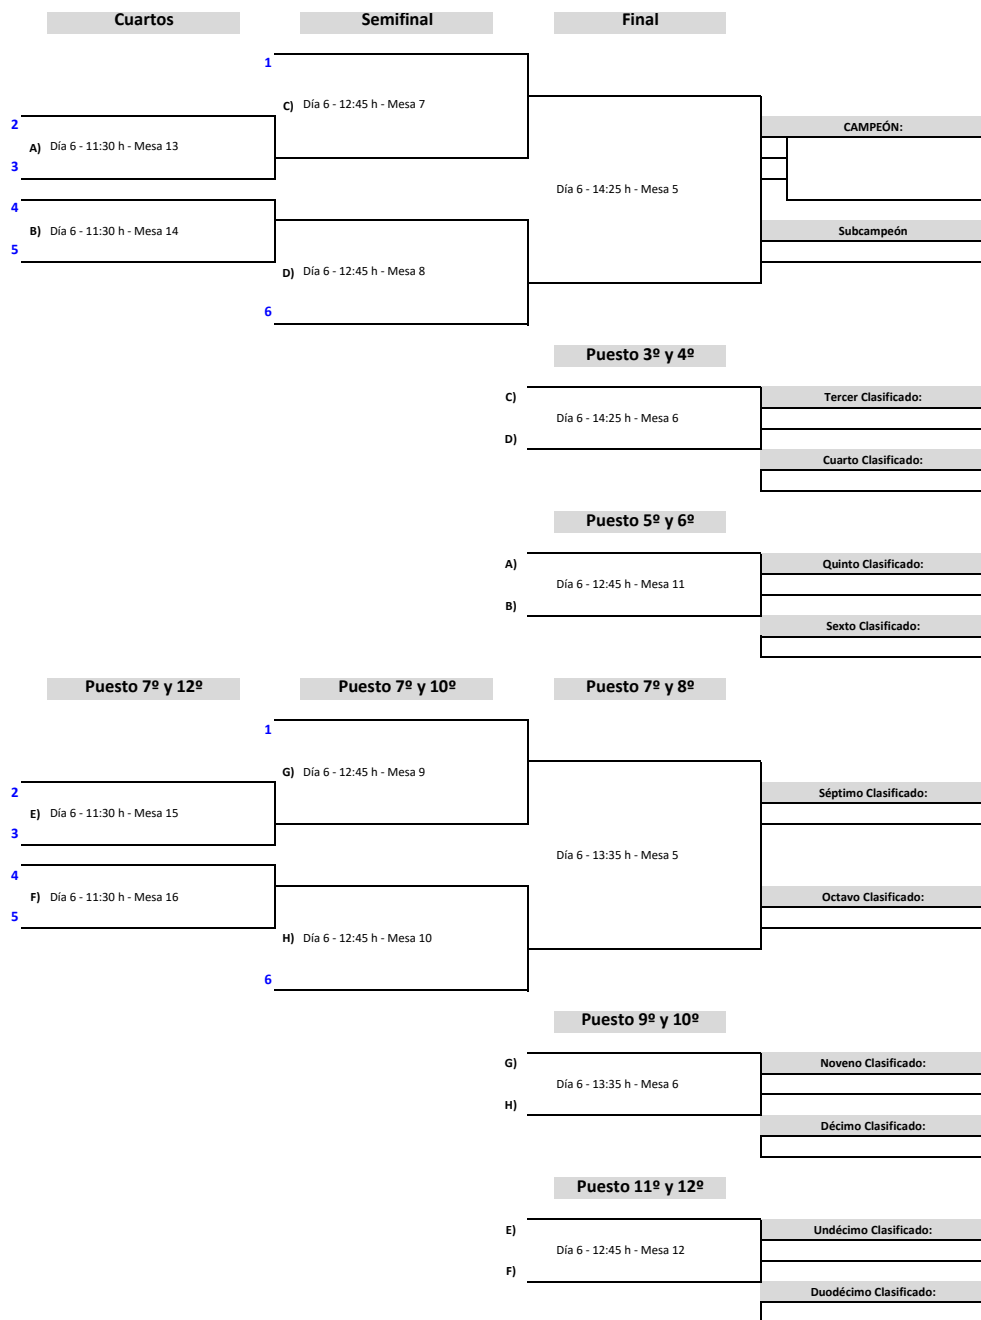 Cuartos Semifinal Final
1
C) Día 6 - 12:45 h - Mesa 7
2
CAMPEÓN:
A) Día 6 - 11:30 h - Mesa 13
3
Día 6 - 14:25 h - Mesa 5
4
B) Día 6 - 11:30 h - Mesa 14
Subcampeón
5
D) Día 6 - 12:45 h - Mesa 8
6
Puesto 3º y 4º
C) Tercer Clasificado:
Día 6 - 14:25 h - Mesa 6
D)
Cuarto Clasificado:
Puesto 5º y 6º
A) Quinto Clasificado:
Día 6 - 12:45 h - Mesa 11
B)
Sexto Clasificado:
Puesto 7º y 12º Puesto 7º y 10º Puesto 7º y 8º
1
G) Día 6 - 12:45 h - Mesa 9
2 Séptimo Clasificado:
E) Día 6 - 11:30 h - Mesa 15
3
Día 6 - 13:35 h - Mesa 5
4
F) Día 6 - 11:30 h - Mesa 16 Octavo Clasificado:
5
H) Día 6 - 12:45 h - Mesa 10
6
Puesto 9º y 10º
G) Noveno Clasificado:
Día 6 - 13:35 h - Mesa 6
H)
Décimo Clasificado:
Puesto 11º y 12º
E) Undécimo Clasificado:
Día 6 - 12:45 h - Mesa 12
F)
Duodécimo Clasificado: